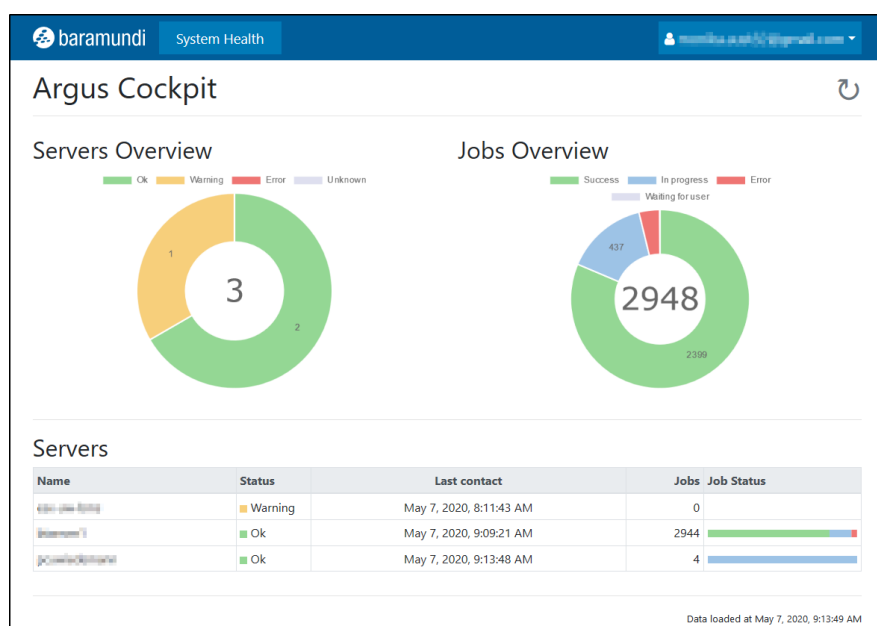 baramundi System Health
Argus Cockpit
Servers Overview
Ok Warning Error Unknown
1
3
2
Jobs Overview
Success In progress Error
Waiting for user
437
2948
2399
Servers
Name Status Last contact Jobs Job Status
Warning May 7, 2020, 8:11:43 AM 0
Ok May 7, 2020, 9:09:21 AM 2944
Ok May 7, 2020, 9:13:48 AM 4
Data loaded at May 7, 2020, 9:13:49 AM